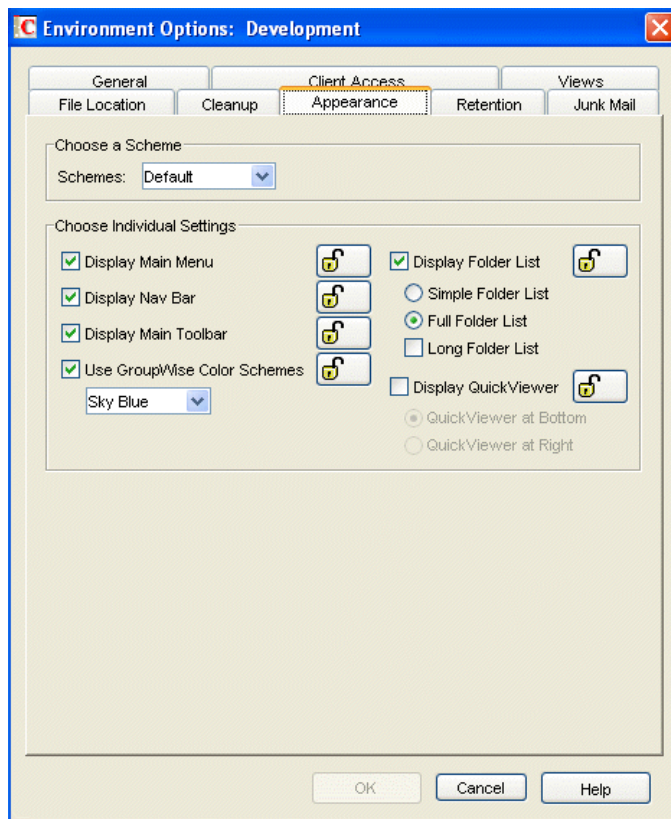 Environment Options: Development
General Client Access Views
File Location Cleanup Appearance Retention Junk Mail
Choose a Scheme
Schemes: Default
Choose Individual Settings
Display Main Menu
Display Nav Bar
Display Main Toolbar
Use GroupWise Color Schemes
Sky Blue
Display Folder List
Simple Folder List
Full Folder List
Long Folder List
Display QuickViewer
QuickViewer at Bottom
QuickViewer at Right
OK Cancel Help